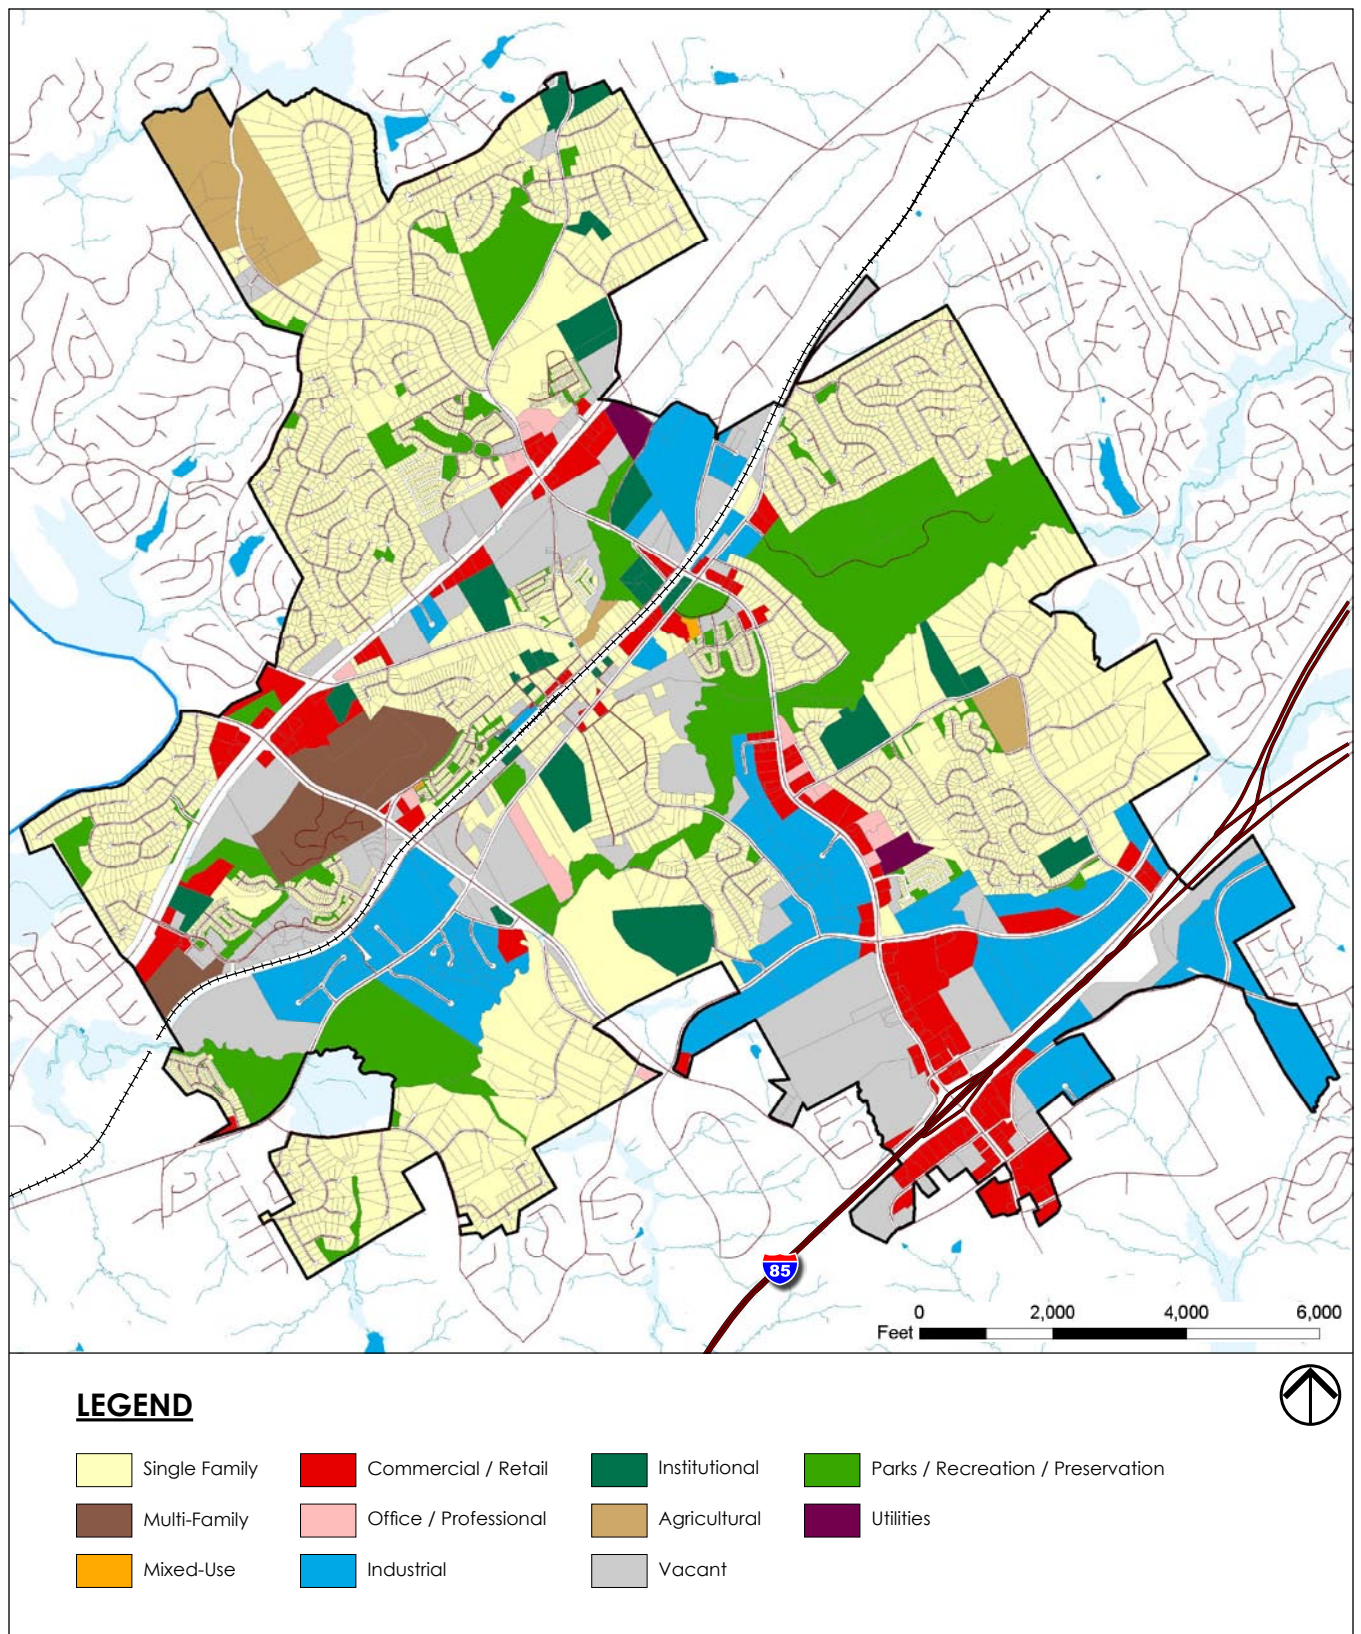 85
0 2,000 4,000 6,000
Feet
LEGEND
Single Family Commercial / Retail Institutional Parks / Recreation / Preservation
Multi-Family Office / Professional Agricultural Utilities
Mixed-Use Industrial Vacant